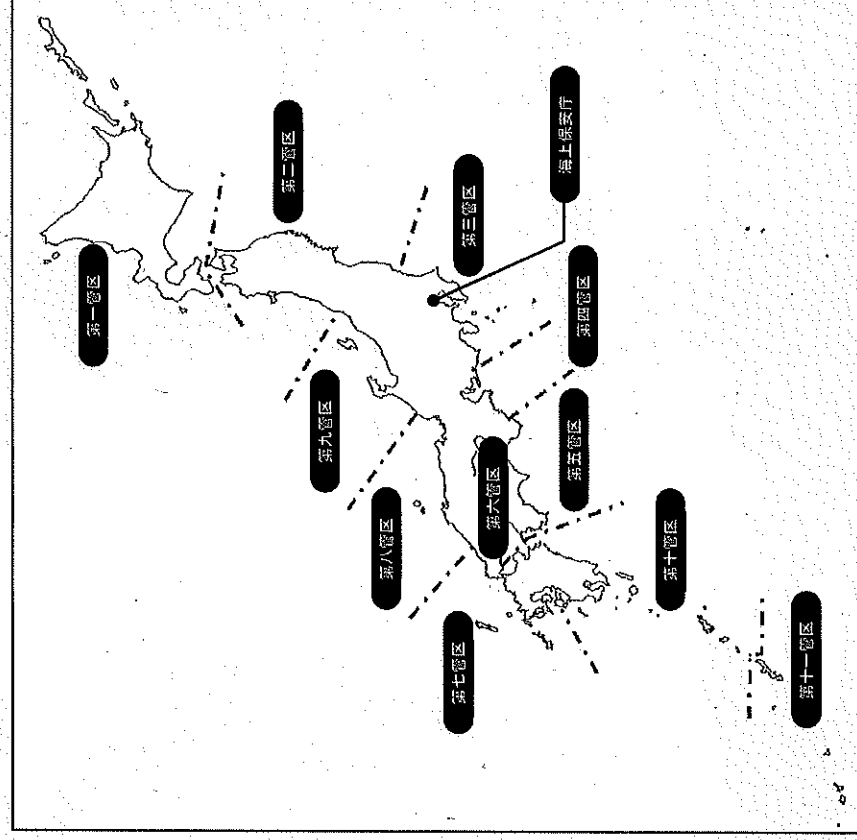 第一管区
第二管区
第三管区
海上保安庁
第四管区
第五管区
第六管区
第七管区
第八管区
第九管区
第十管区
第十一管区